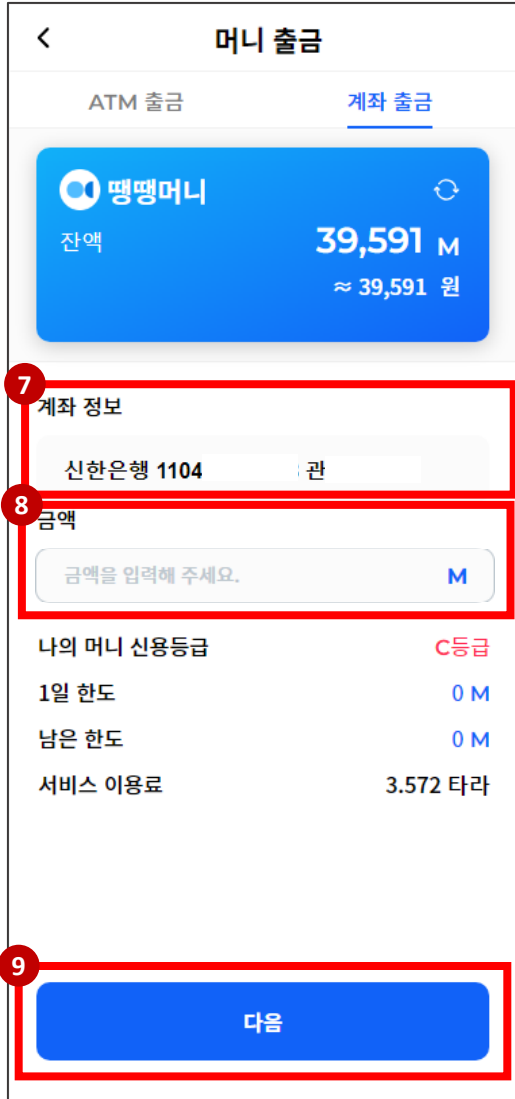 머니 출금
ATM 출금 계좌 출금
땡땡머니
잔액 39,591 M
≈ 39,591 원
7
계좌 정보
신한은행 1104 관
8
금액
금액을 입력해 주세요. M
나의 머니 신용등급 C등급
1일 한도 0 M
남은 한도 0 M
서비스 이용료 3.572 타라
9
다음